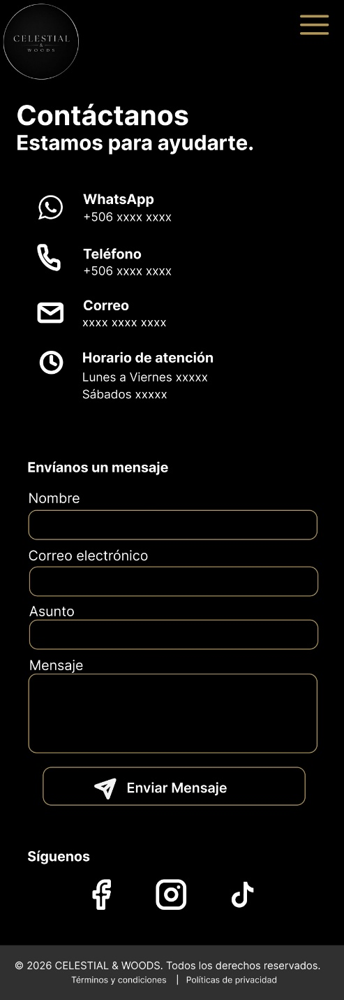 CELESTIAL
&
WOODS
Contáctanos
Estamos para ayudarte.
WhatsApp
+506 xxxx xxxx
Teléfono
+506 xxxx xxxx
Correo
xxxx xxxx xxxx
Horario de atención
Lunes a Viernes xxxxx
Sábados xxxxx
Envíanos un mensaje
Nombre
Correo electrónico
Asunto
Mensaje
Enviar Mensaje
Síguenos
© 2026 CELESTIAL & WOODS. Todos los derechos reservados.
Términos y condiciones | Políticas de privacidad